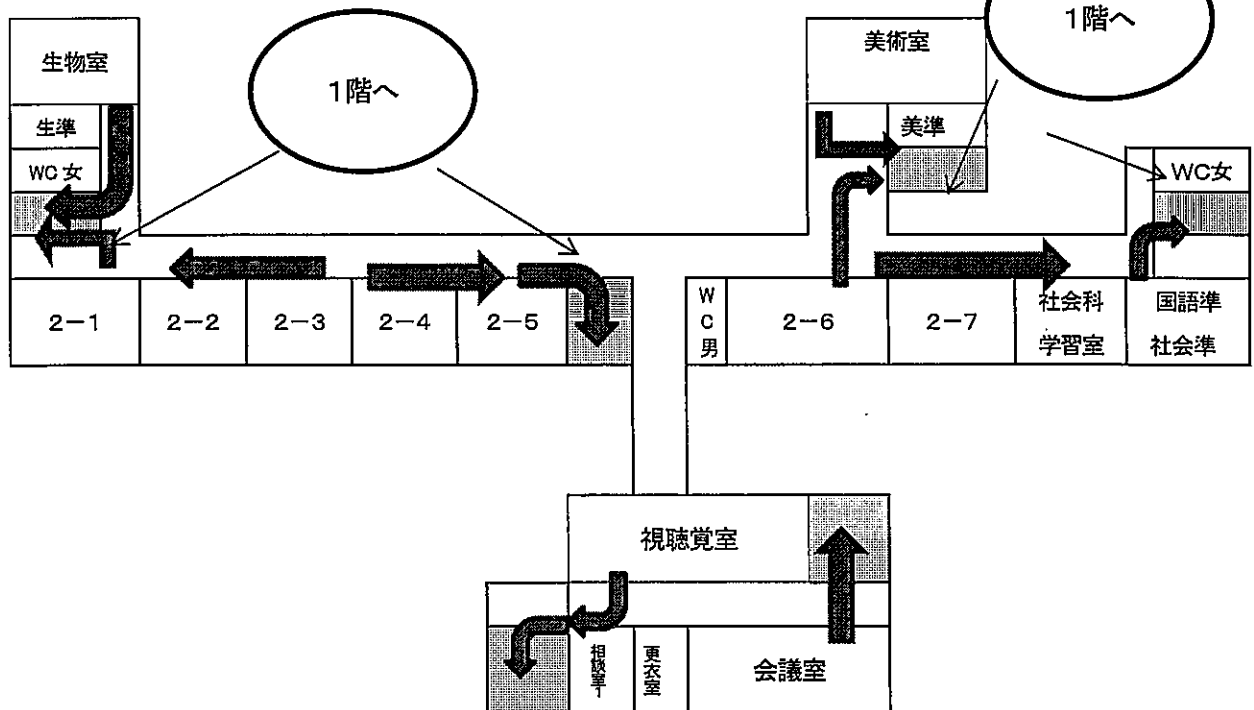 1階へ
1階へ
生物室
美術室
生準
美準
WC女
WC女
2-1
2-2
2-3
2-4
2-5
WC男
2-6
2-7
社会科
学習室
国語準
社会準
視聴覚室
相談室1
更衣室
会議室